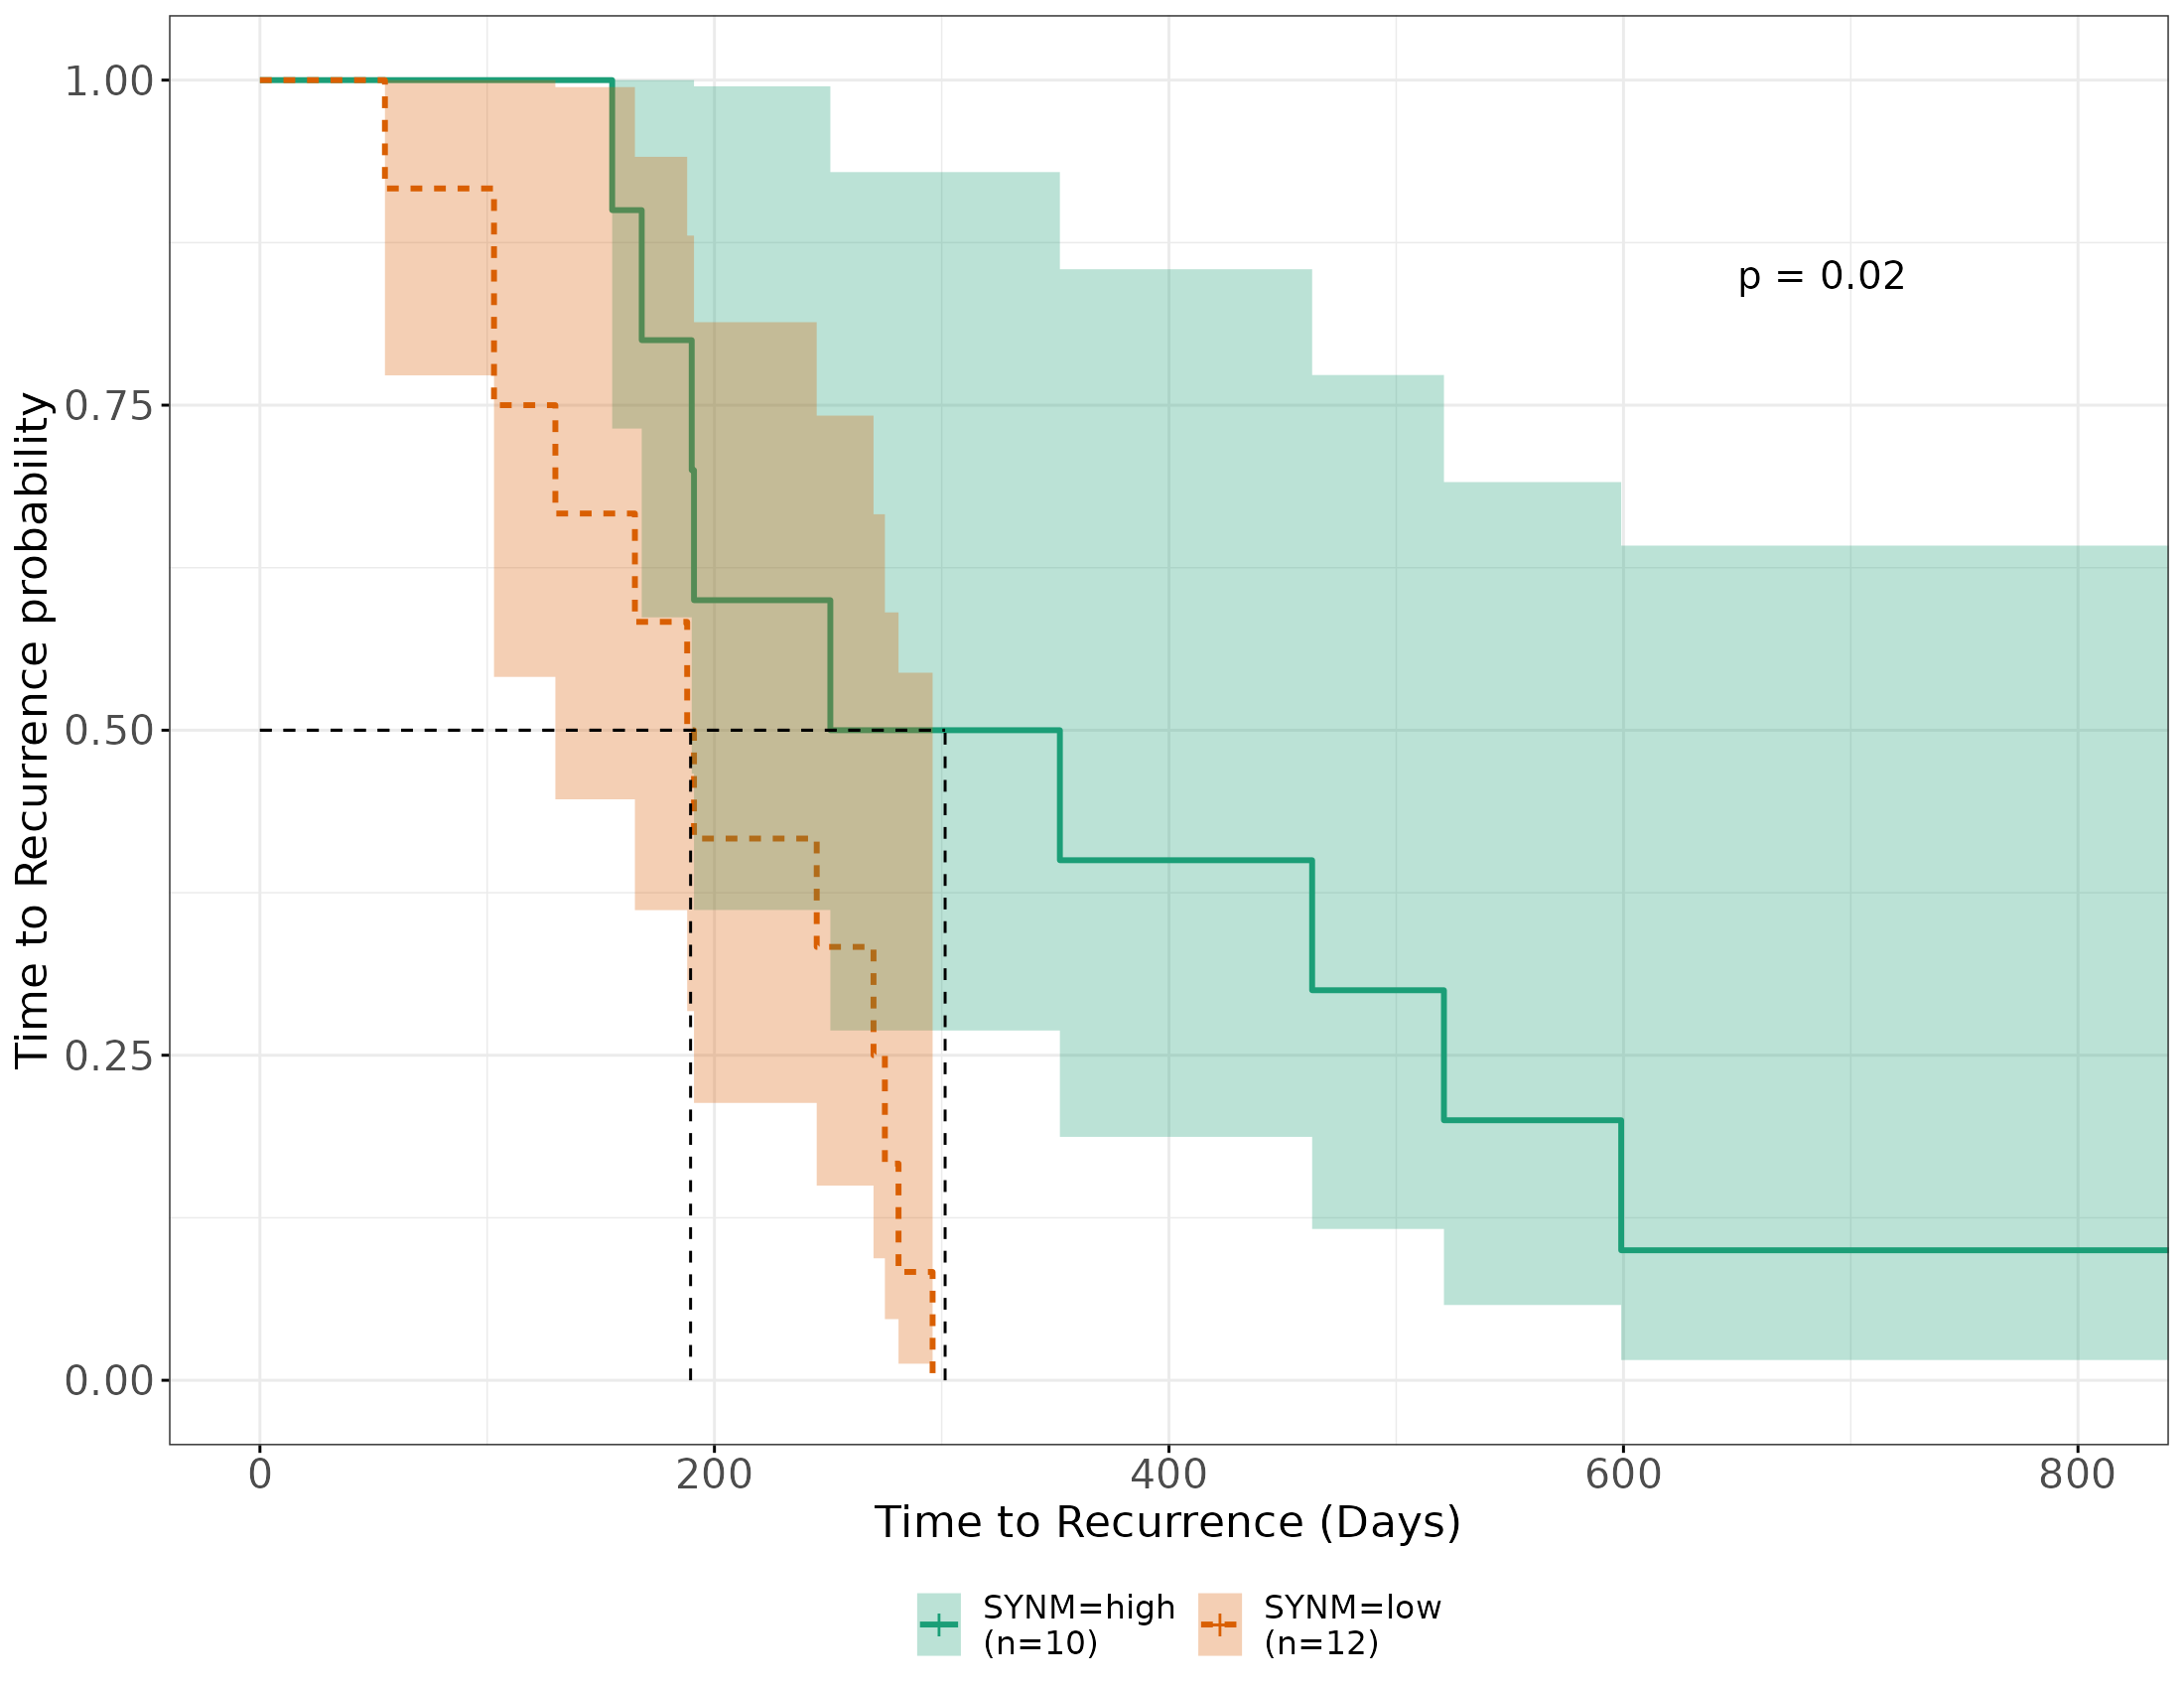 Time to Recurrence probability
1.00
0.75
0.50
0.25
0.00
p = 0.02
0 200 400 600 800
Time to Recurrence (Days)
SYNM=high
(n=10)
SYNM=low
(n=12)